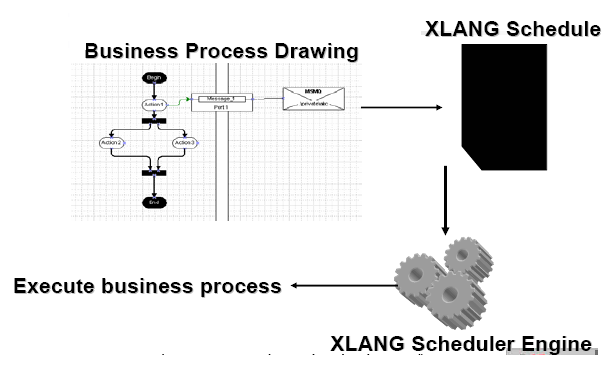 XLANG Schedule
Business Process Drawing
Begin
Action 1
Message_1
Port 1
MSMQ
Action 2
Action 3
End
Execute business process
XLANG Scheduler Engine